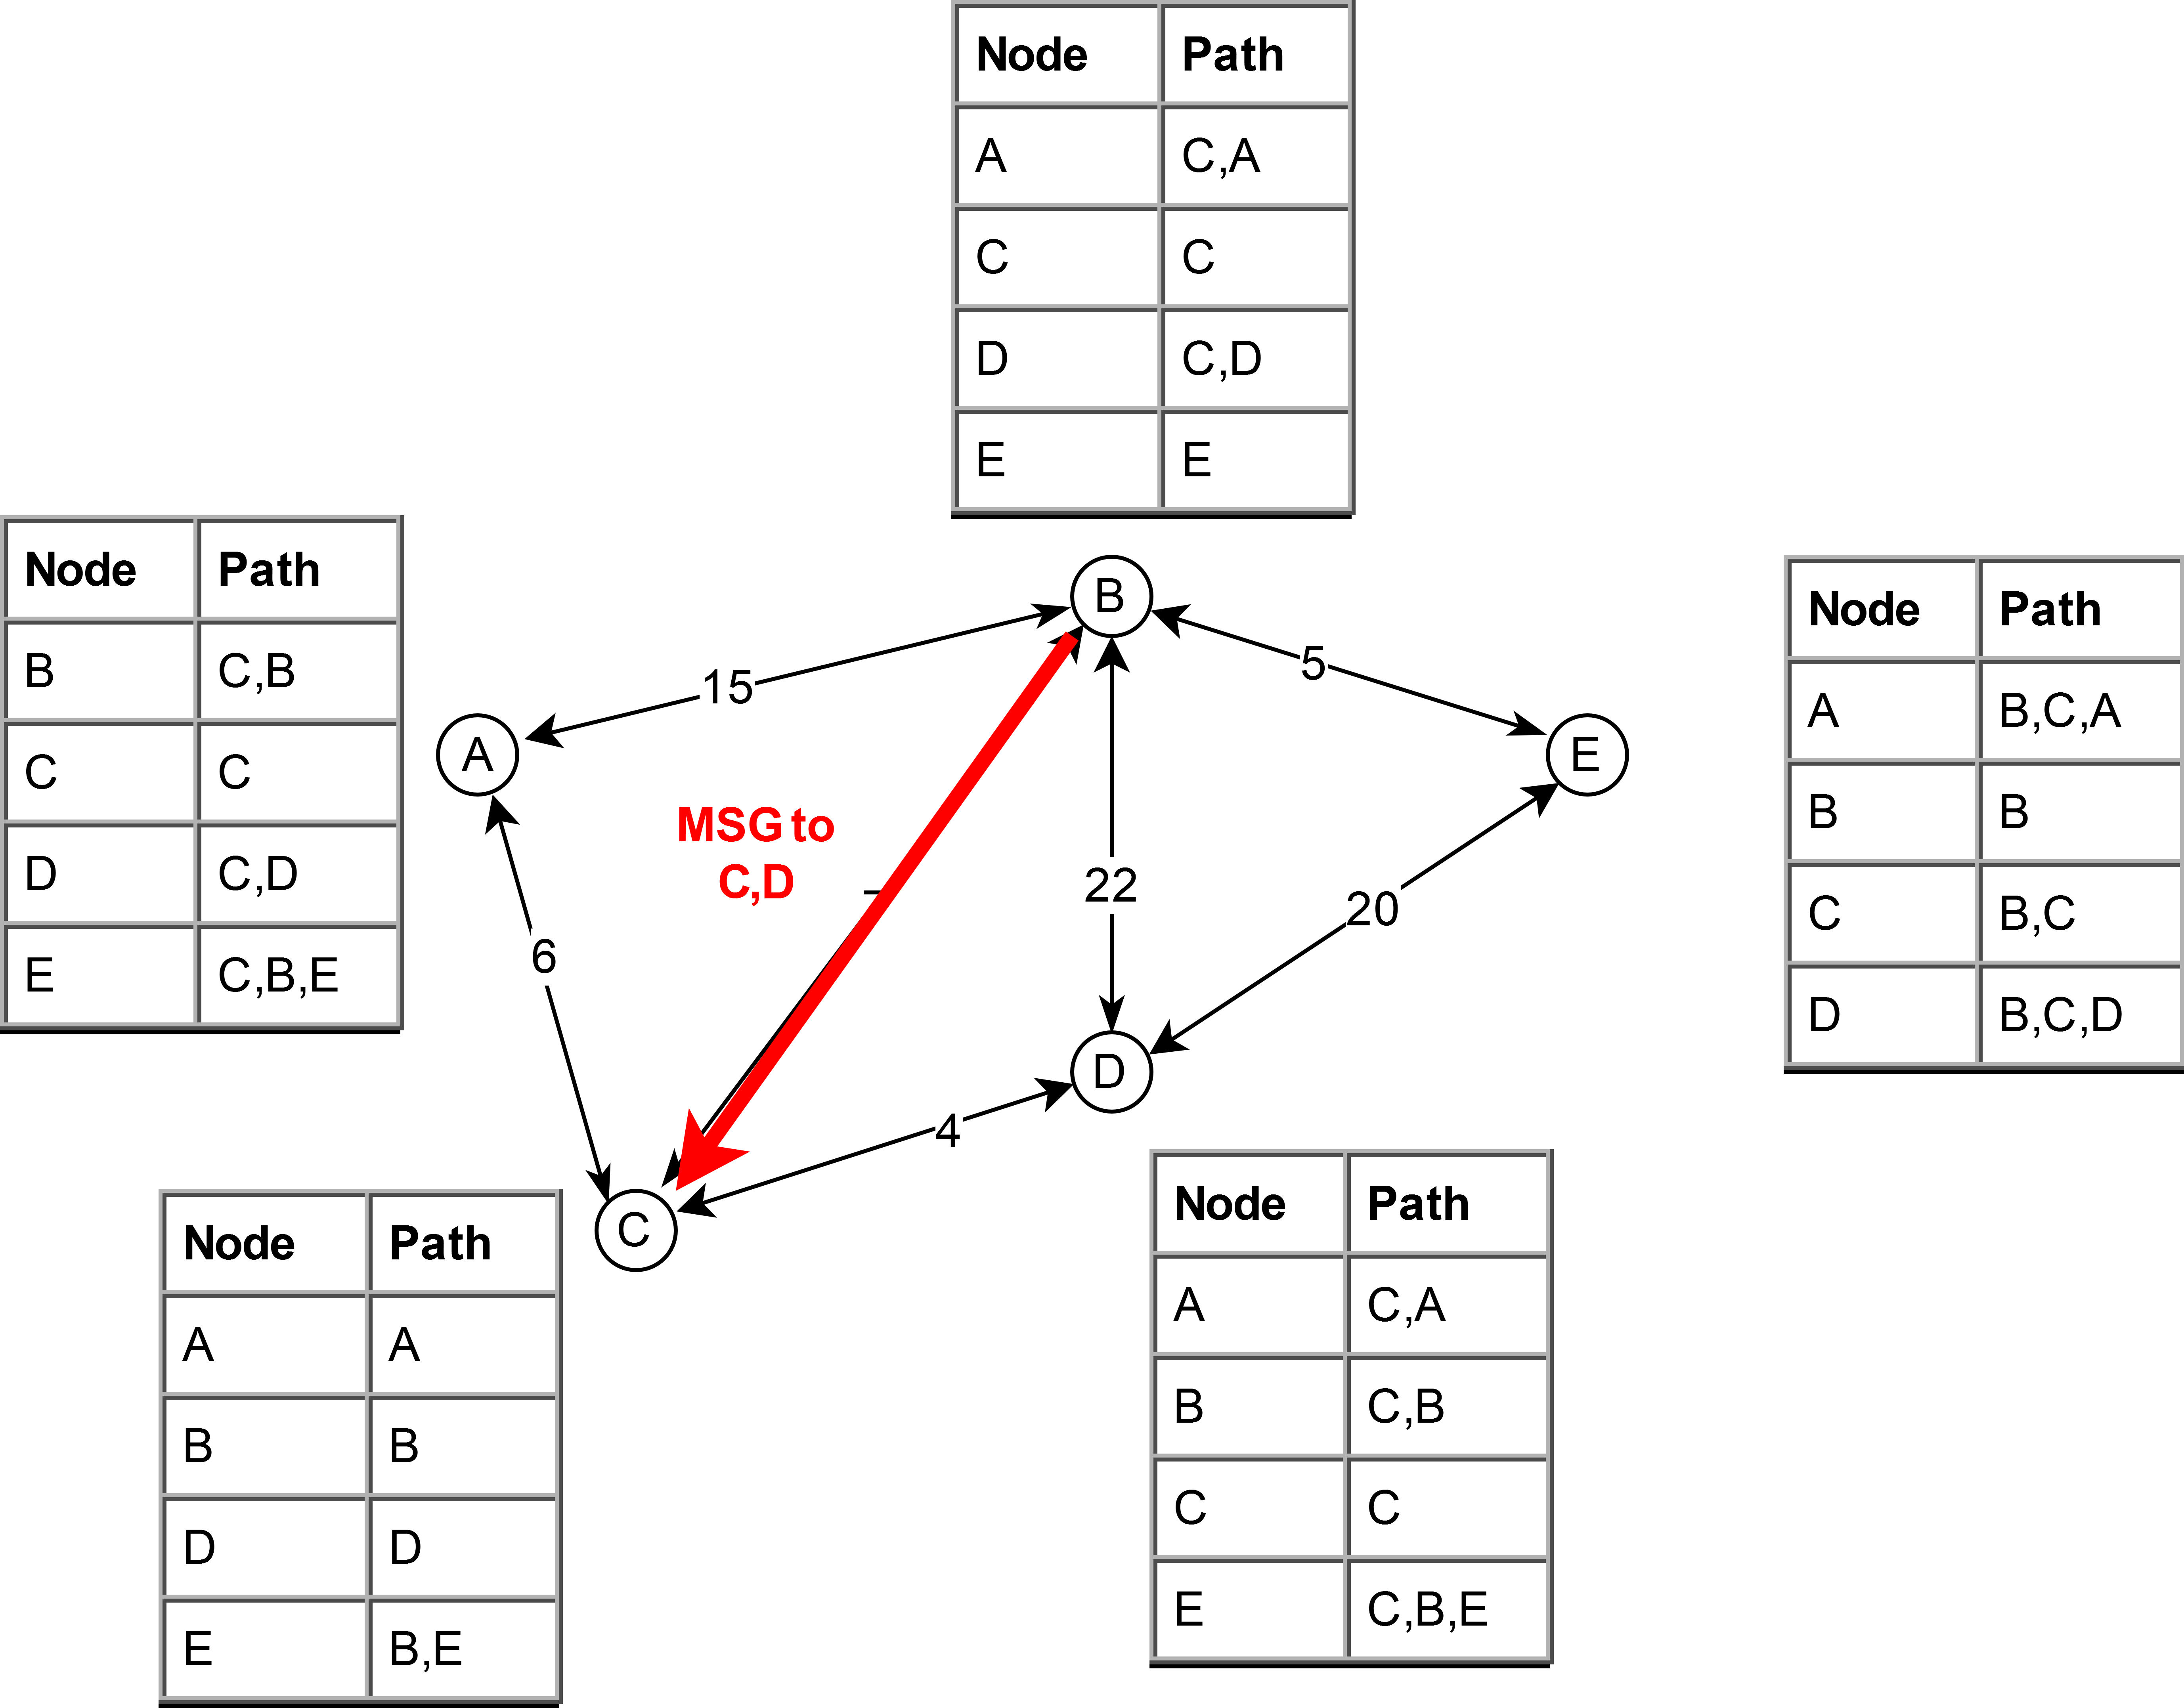 Node Path
A C,A
C C
D C,D
E E
Node Path
B C,B
C C
D C,D
E C,B,E
Node Path
A B,C,A
B B
C B,C
D B,C,D
B
15
5
A
E
MSG to
C,D
22
20
6
D
4
C
Node Path
A C,A
B C,B
C C
E C,B,E
Node Path
A A
B B
D D
E B,E